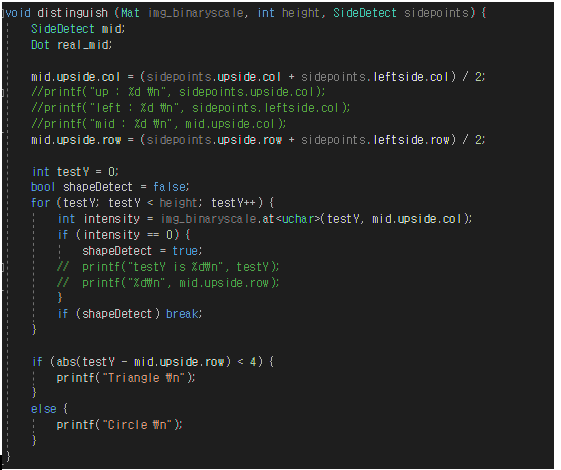 void distinguish (Mat img_binaryscale, int height, SideDetect sidepoints) {
SideDetect mid;
Dot real_mid;
mid.upside.col = (sidepoints.upside.col + sidepoints.leftside.col) / 2;
//printf("up : %d ₩n", sidepoints.upside.col);
//printf("left : %d ₩n", sidepoints.leftside.col);
//printf("mid : %d ₩n", mid.upside.col);
mid.upside.row = (sidepoints.upside.row + sidepoints.leftside.row) / 2;
int testY = 0;
bool shapeDetect = false;
for (testY; testY < height; testY++) {
int intensity = img_binaryscale.at<uchar>(testY, mid.upside.col);
if (intensity == 0) {
shapeDetect = true;
// printf("testY is %d₩n", testY);
// printf("%d₩n", mid.upside.row);
}
if (shapeDetect) break;
}
if (abs(testY - mid.upside.row) < 4) {
printf("Triangle ₩n");
}
else {
printf("Circle ₩n");
}
}